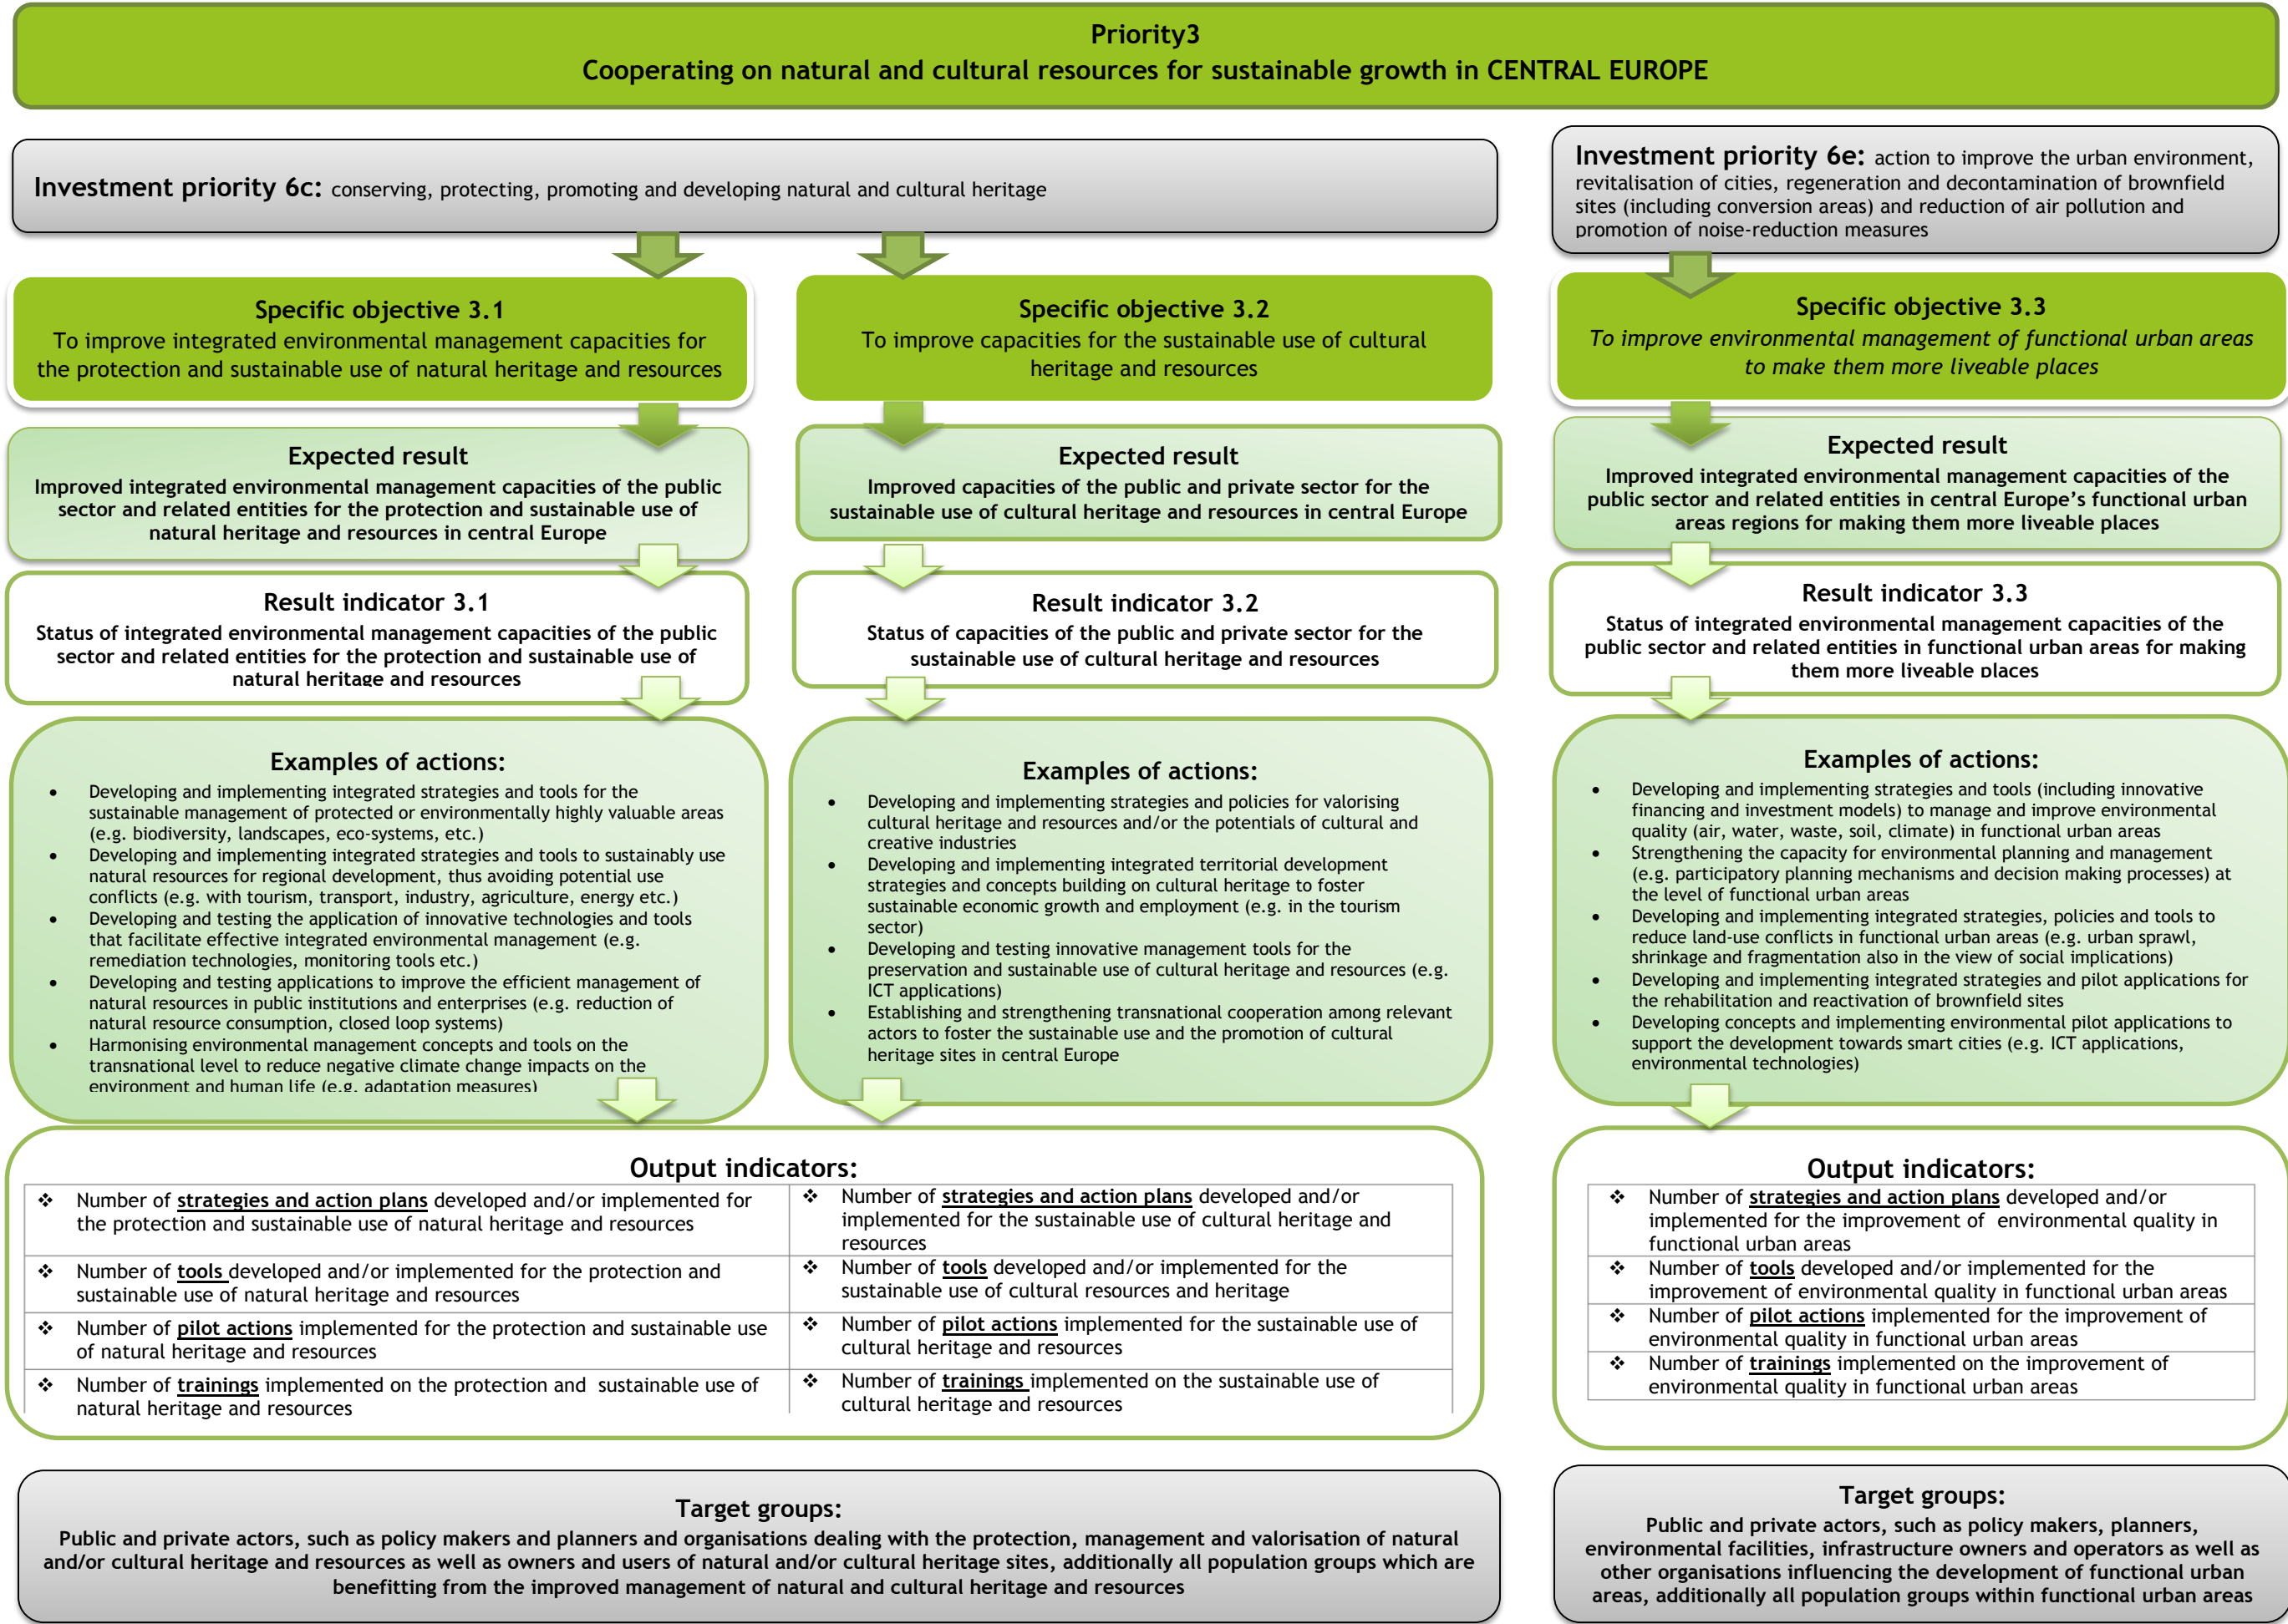 Priority3
Cooperating on natural and cultural resources for sustainable growth in CENTRAL EUROPE
Investment priority 6c: conserving, protecting, promoting and developing natural and cultural heritage
Investment priority 6e: action to improve the urban environment,
revitalisation of cities, regeneration and decontamination of brownfield
sites (including conversion areas) and reduction of air pollution and
promotion of noise-reduction measures
Specific objective 3.1
To improve integrated environmental management capacities for
the protection and sustainable use of natural heritage and resources
Specific objective 3.2
To improve capacities for the sustainable use of cultural
heritage and resources
Specific objective 3.3
To improve environmental management of functional urban areas
to make them more liveable places
Expected result
Improved integrated environmental management capacities of the public
sector and related entities for the protection and sustainable use of
natural heritage and resources in central Europe
Expected result
Improved capacities of the public and private sector for the
sustainable use of cultural heritage and resources in central Europe
Expected result
Improved integrated environmental management capacities of the
public sector and related entities in central Europe’s functional urban
areas regions for making them more liveable places
Result indicator 3.1
Status of integrated environmental management capacities of the public
sector and related entities for the protection and sustainable use of
natural heritage and resources
Result indicator 3.2
Status of capacities of the public and private sector for the
sustainable use of cultural heritage and resources
Result indicator 3.3
Status of integrated environmental management capacities of the
public sector and related entities in functional urban areas for making
them more liveable places
Examples of actions:
• Developing and implementing integrated strategies and tools for the
sustainable management of protected or environmentally highly valuable areas
(e.g. biodiversity, landscapes, eco-systems, etc.)
• Developing and implementing integrated strategies and tools to sustainably use
natural resources for regional development, thus avoiding potential use
conflicts (e.g. with tourism, transport, industry, agriculture, energy etc.)
• Developing and testing the application of innovative technologies and tools
that facilitate effective integrated environmental management (e.g.
remediation technologies, monitoring tools etc.)
• Developing and testing applications to improve the efficient management of
natural resources in public institutions and enterprises (e.g. reduction of
natural resource consumption, closed loop systems)
• Harmonising environmental management concepts and tools on the
transnational level to reduce negative climate change impacts on the
environment and human life (e.g. adaptation measures)
Examples of actions:
• Developing and implementing strategies and policies for valorising
cultural heritage and resources and/or the potentials of cultural and
creative industries
• Developing and implementing integrated territorial development
strategies and concepts building on cultural heritage to foster
sustainable economic growth and employment (e.g. in the tourism
sector)
• Developing and testing innovative management tools for the
preservation and sustainable use of cultural heritage and resources (e.g.
ICT applications)
• Establishing and strengthening transnational cooperation among relevant
actors to foster the sustainable use and the promotion of cultural
heritage sites in central Europe
Examples of actions:
• Developing and implementing strategies and tools (including innovative
financing and investment models) to manage and improve environmental
quality (air, water, waste, soil, climate) in functional urban areas
• Strengthening the capacity for environmental planning and management
(e.g. participatory planning mechanisms and decision making processes) at
the level of functional urban areas
• Developing and implementing integrated strategies, policies and tools to
reduce land-use conflicts in functional urban areas (e.g. urban sprawl,
shrinkage and fragmentation also in the view of social implications)
• Developing and implementing integrated strategies and pilot applications for
the rehabilitation and reactivation of brownfield sites
• Developing concepts and implementing environmental pilot applications to
support the development towards smart cities (e.g. ICT applications,
environmental technologies)
Output indicators:
❖ Number of strategies and action plans developed and/or implemented for
the protection and sustainable use of natural heritage and resources
❖ Number of strategies and action plans developed and/or
implemented for the sustainable use of cultural heritage and
resources
❖ Number of tools developed and/or implemented for the protection and
sustainable use of natural heritage and resources
❖ Number of tools developed and/or implemented for the
sustainable use of cultural resources and heritage
❖ Number of pilot actions implemented for the protection and sustainable use
of natural heritage and resources
❖ Number of pilot actions implemented for the sustainable use of
cultural heritage and resources
❖ Number of trainings implemented on the protection and sustainable use of
natural heritage and resources
❖ Number of trainings implemented on the sustainable use of
cultural heritage and resources
Output indicators:
❖ Number of strategies and action plans developed and/or
implemented for the improvement of environmental quality in
functional urban areas
❖ Number of tools developed and/or implemented for the
improvement of environmental quality in functional urban areas
❖ Number of pilot actions implemented for the improvement of
environmental quality in functional urban areas
❖ Number of trainings implemented on the improvement of
environmental quality in functional urban areas
Target groups:
Public and private actors, such as policy makers and planners and organisations dealing with the protection, management and valorisation of natural
and/or cultural heritage and resources as well as owners and users of natural and/or cultural heritage sites, additionally all population groups which are
benefitting from the improved management of natural and cultural heritage and resources
Target groups:
Public and private actors, such as policy makers, planners,
environmental facilities, infrastructure owners and operators as well as
other organisations influencing the development of functional urban
areas, additionally all population groups within functional urban areas